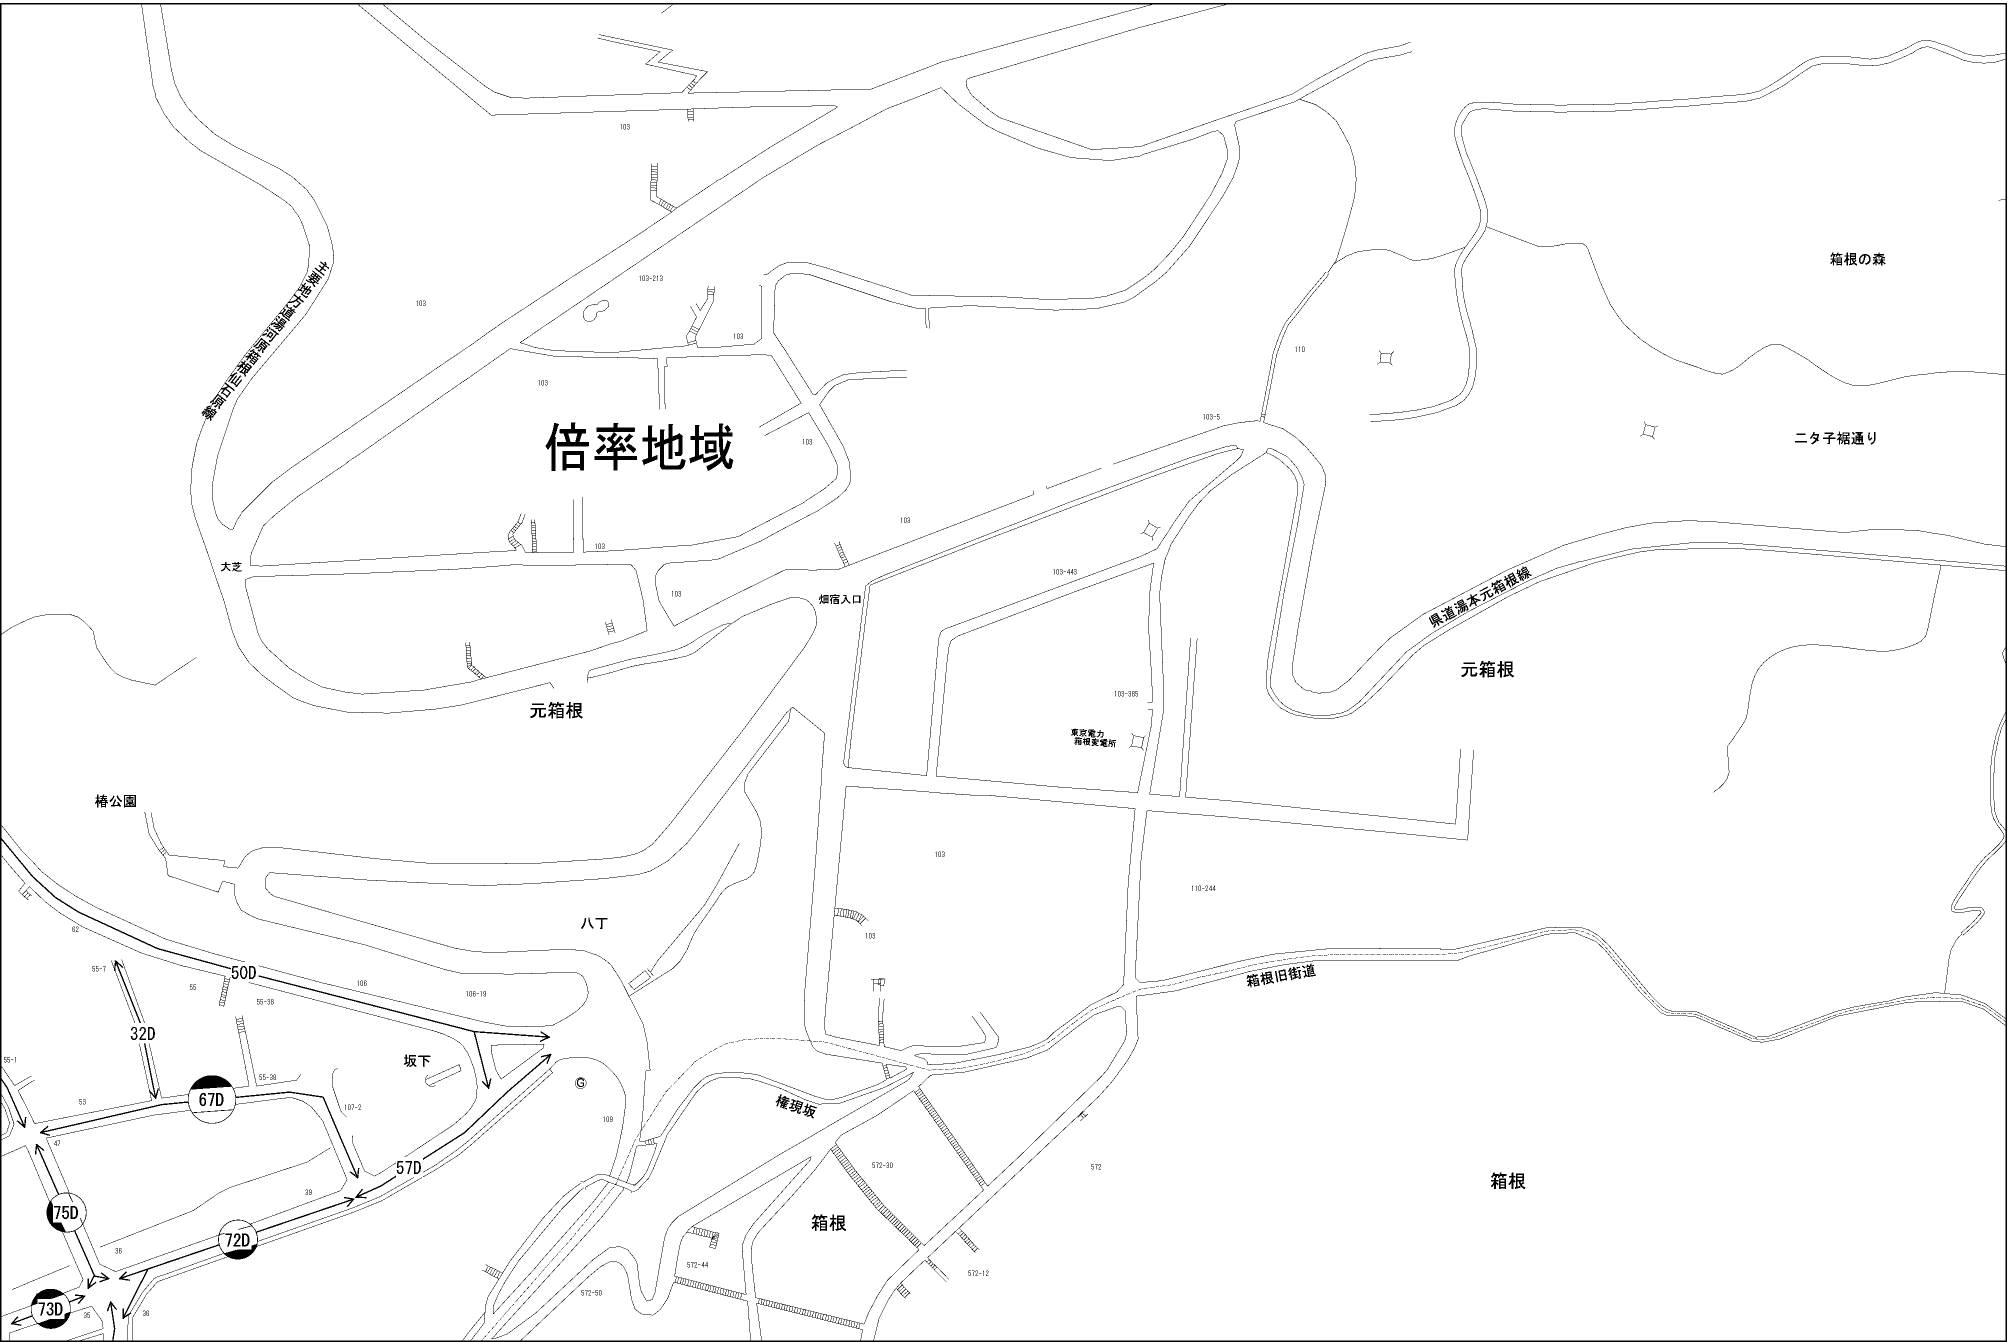 103
箱根の森
主要地方道湯河原箱根仙石原線
103-213
103
103
110
103
103-5
倍率地域
103
二タ子裾通り
103
103
大芝
103-443
県道湯本元箱根線
103
畑宿入口
元箱根
103-385
元箱根
東京電力
箱根変電所
椿公園
103
110-244
八丁
62
103
55-7
50D
箱根旧街道
55
106
106-19
55-38
32D
55-1
坂下
55-38
G
67D
53
107-2
権現坂
109
47
57D
572-30
572
箱根
39
75D
箱根
72D
36
572-44
572-12
572-50
73D
35
36